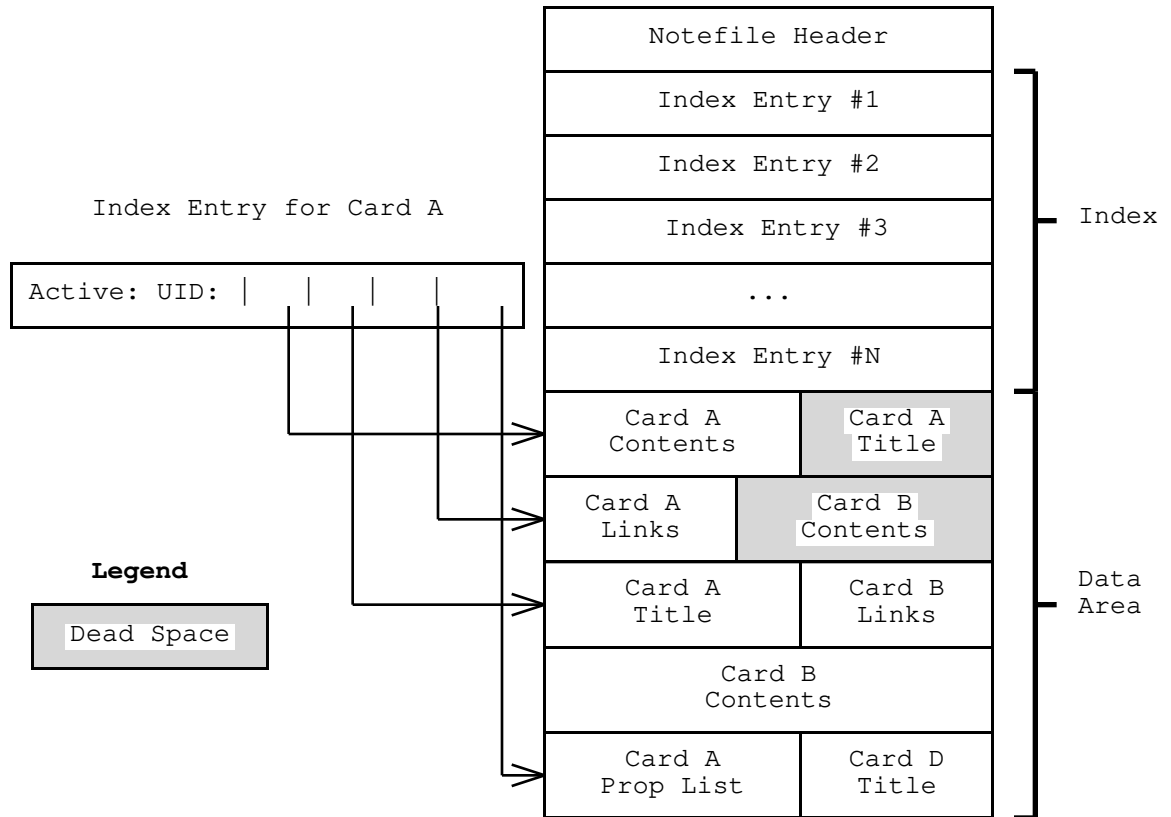 Notefile Header
Index Entry #1
Index Entry #2
Index Entry for Card A
Index Entry #3
Index
Active: UID: | | | |
...
Index Entry #N
Card A
Contents
Card A
Title
Card A
Links
Card B
Contents
Legend
Dead Space
Card A
Title
Card B
Links
Data
Area
Card B
Contents
Card A
Prop List
Card D
Title